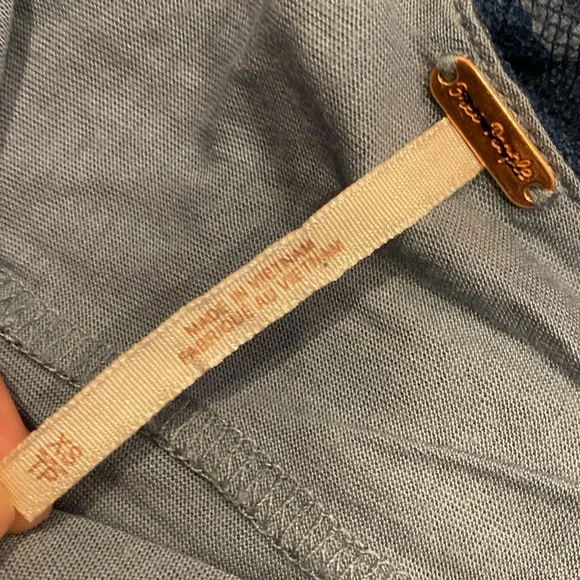 Free People
MADE IN VIETNAM
FABRIQUÉ AU VIETNAM
XS
TP